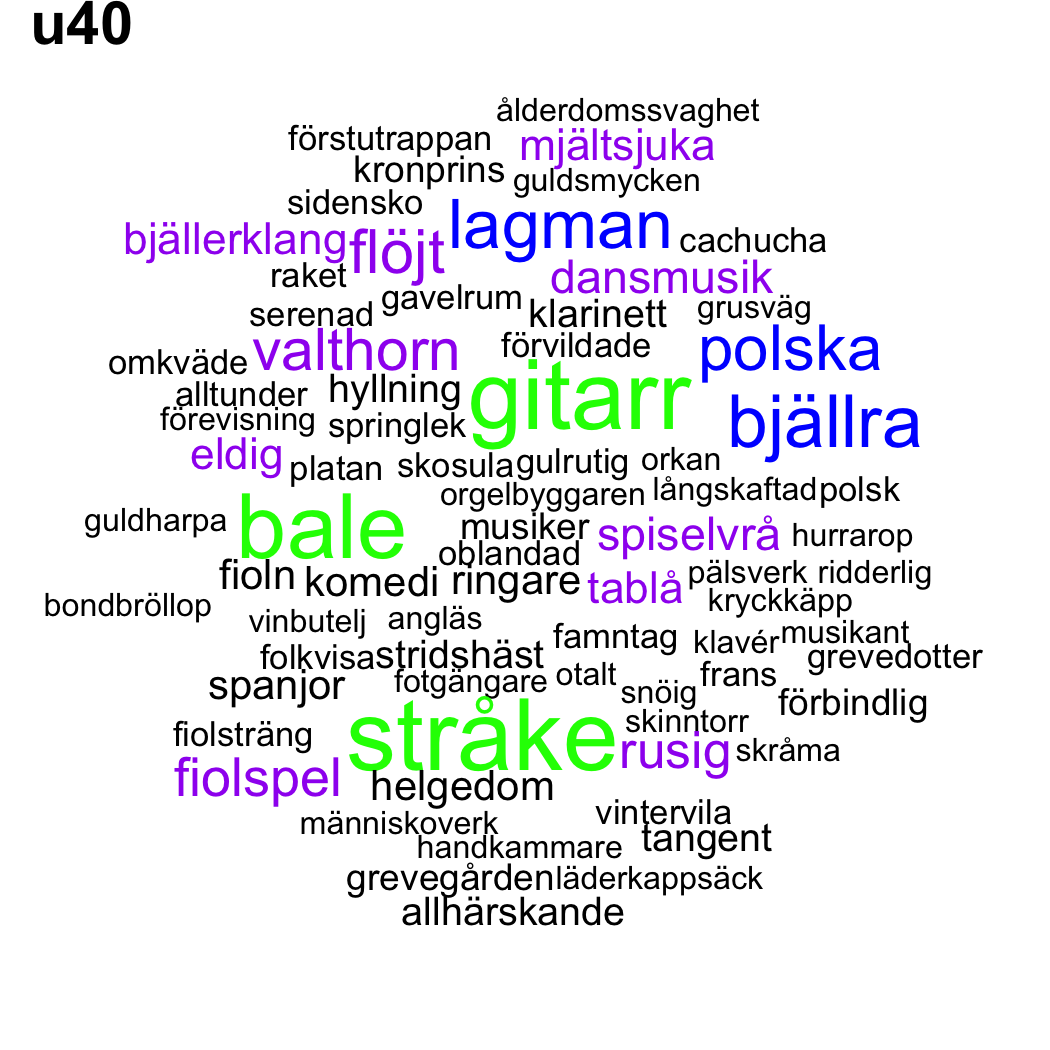 u40
ålderdomssvaghet
förstutrappan mjältsjuka
kronprins guldsmycken
sidensko lagman
bjällerklang flöjt cachucha
raket dansmusik
serenad gavelrum klarinett grusväg
omkväde valthorn förvildade polska
alltunder hyllning gitarr
förevisning springlek bjällra
eldig platan skosula gulrutig orkan
orgelbyggaren långskaftad polsk
guldharpa bale musiker spiselvrå hurrarop
oblandad
fioln komedi ringare tablå pälsverk ridderlig
bondbröllop kryckkäpp
vinbutelj angläs
famntag klavér musikant
folkvisa stridshäst grevedotter
spanjor fotgängare otalt frans
snöig förbindlig
fiolsträng stråke skinntorr
rusig skråma
fiolspel helgedom
människoverk vintervila
handkammare tangent
grevegården läderkappsäck
allhärskande